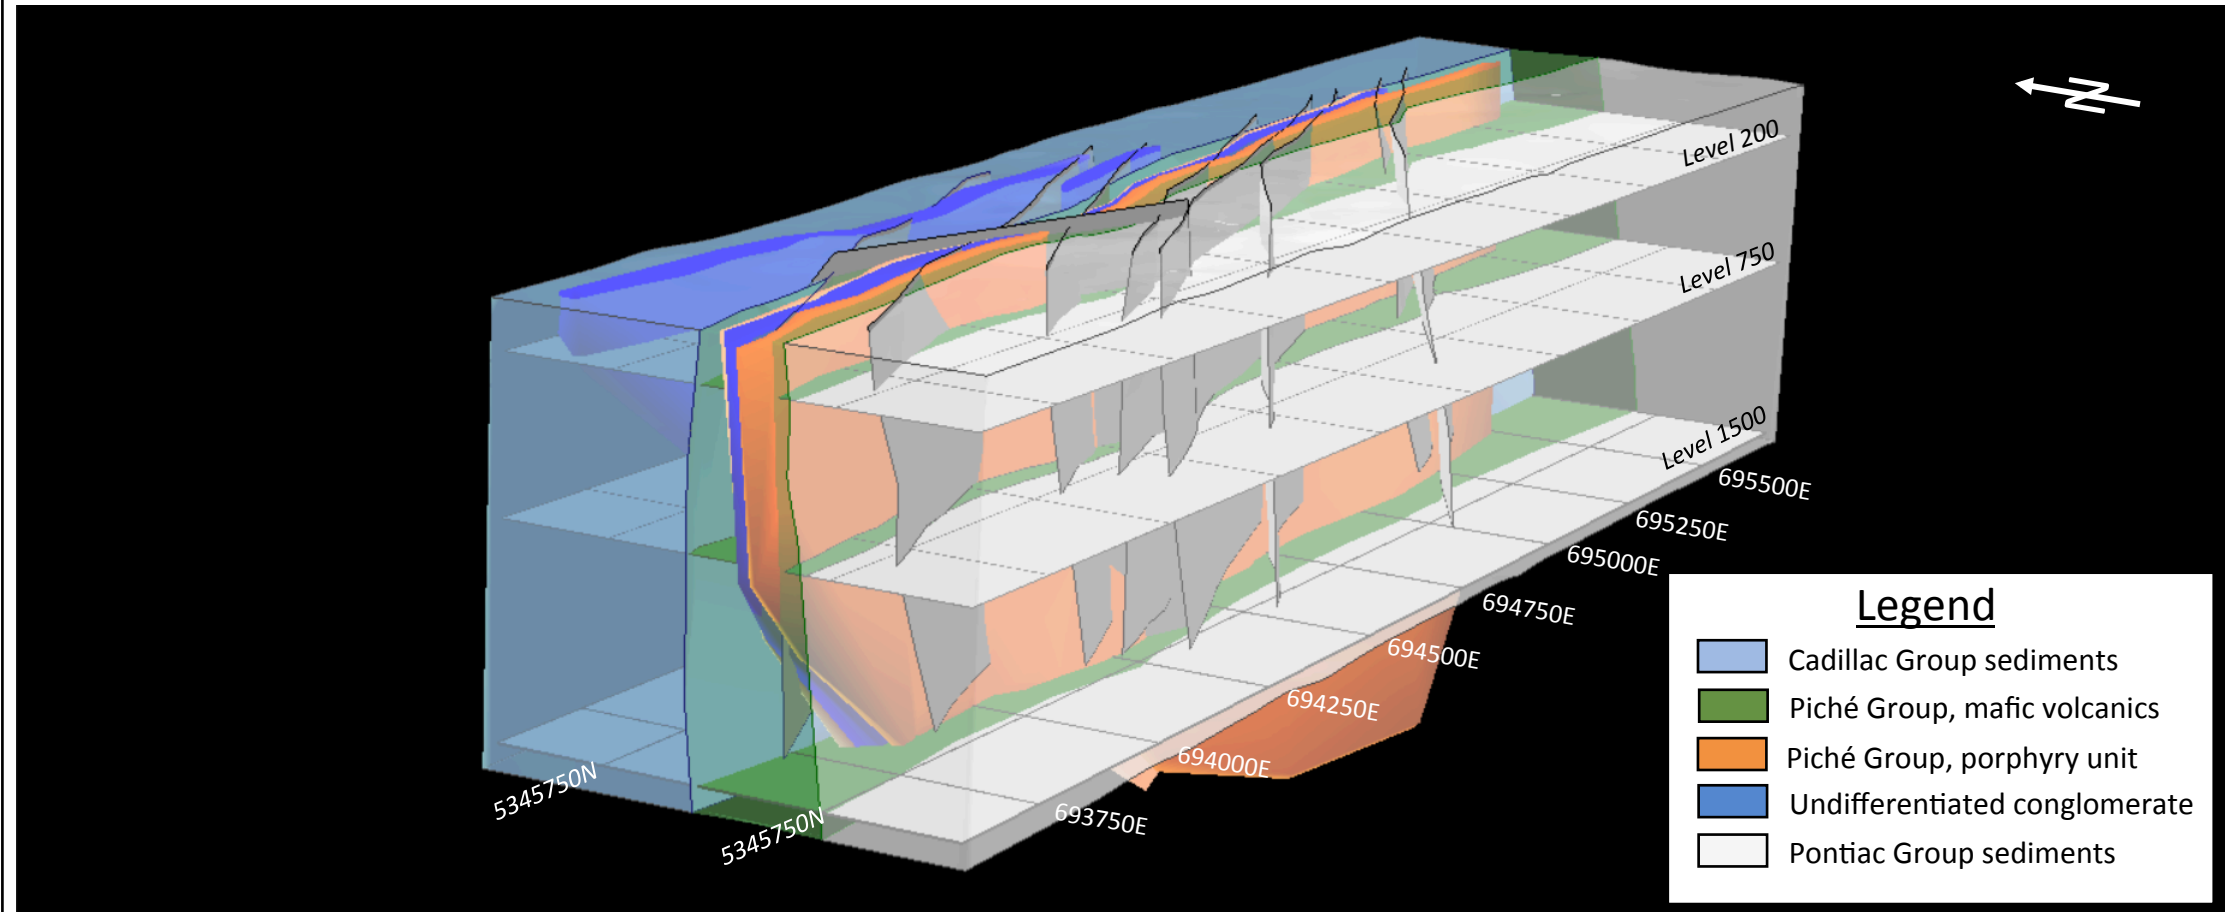 N
Level 200
Level 750
Level 1500
695500E
695250E
695000E
694750E
694500E
694250E
694000E
693750E
5345750N
5345750N
Legend
Cadillac Group sediments
Piché Group, mafic volcanics
Piché Group, porphyry unit
Undifferentiated conglomerate
Pontiac Group sediments